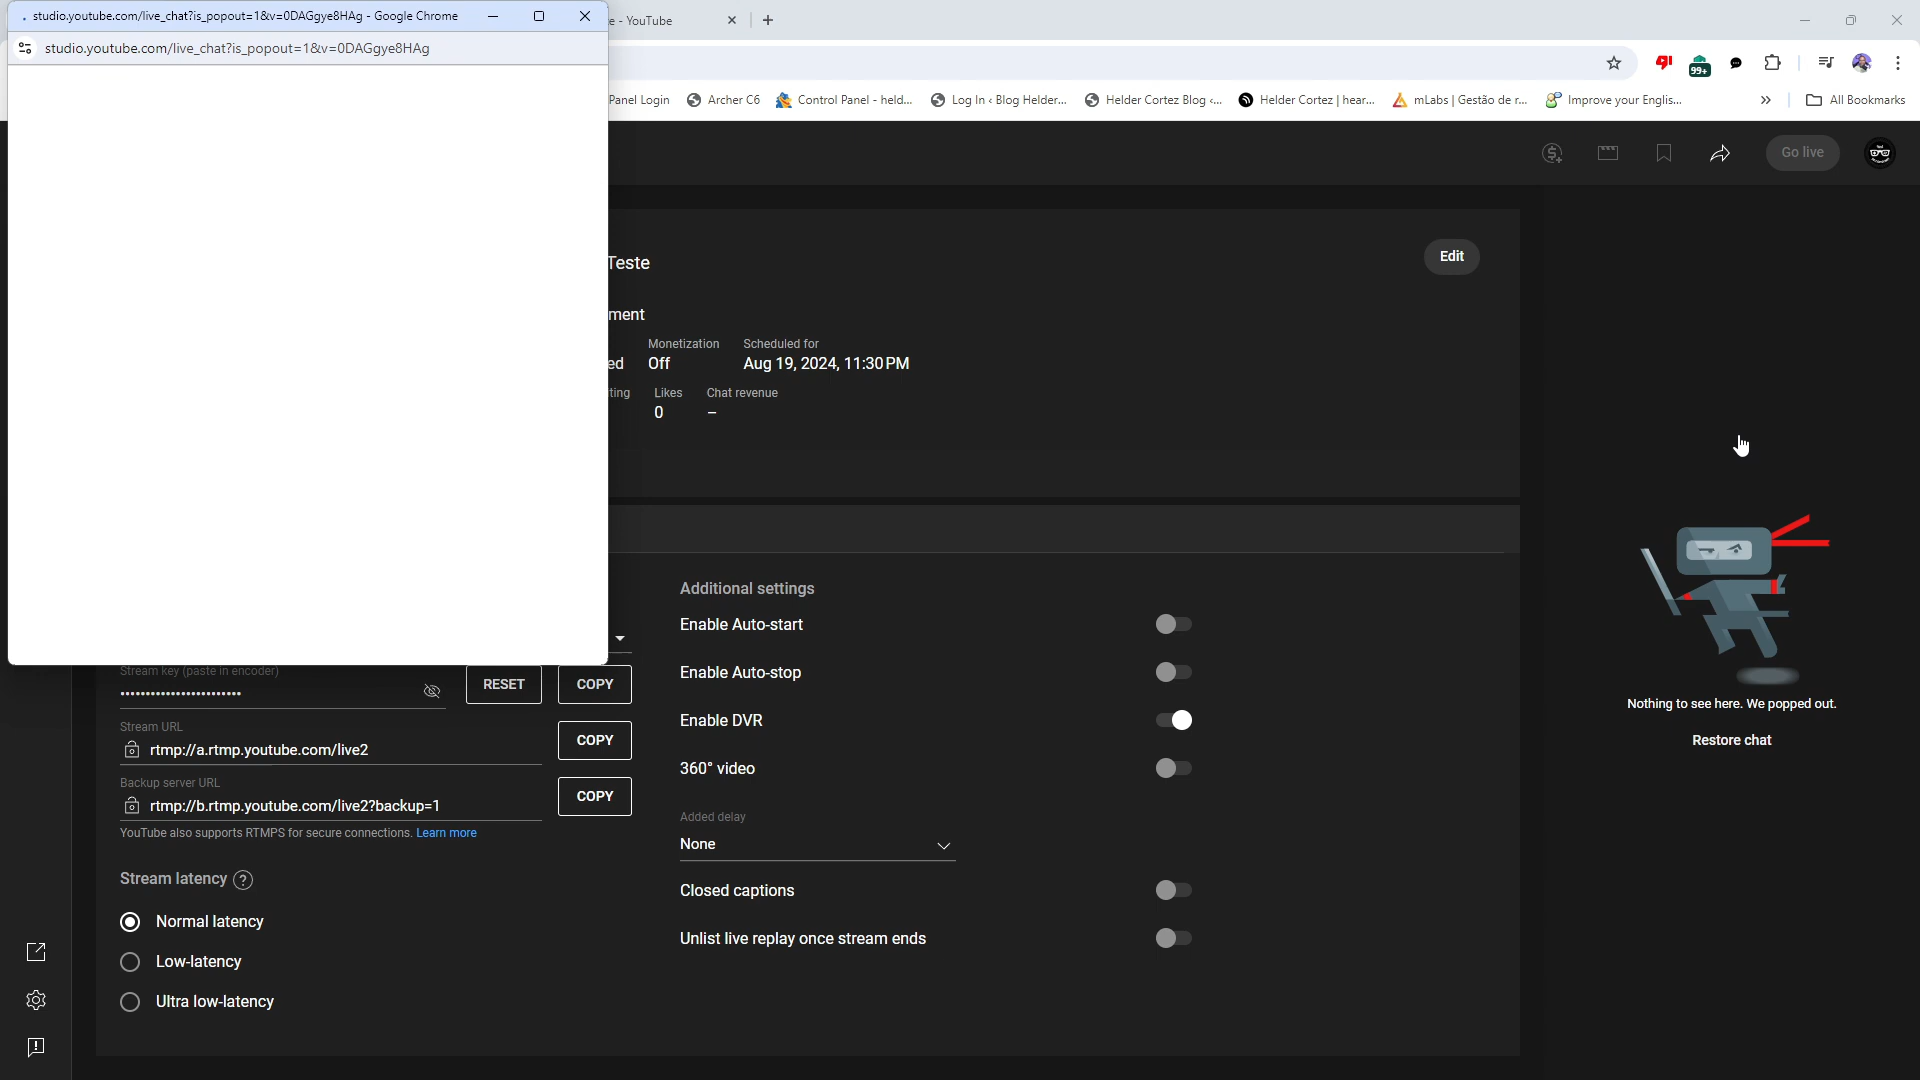 studio.youtube.com/live_chat?is_popout=1&v=0DAGgye8HAg - Google Chrome
e - YouTube
studio.youtube.com/live_chat?is_popout=1&v=0DAGgye8HAg
99+
Panel Login
Archer C6
Control Panel - held...
Log In ‹ Blog Helder...
Helder Cortez Blog ‹...
Helder Cortez | hear...
mLabs | Gestão de r...
Improve your Englis...
»
All Bookmarks
Go live
Teste
Edit
ment
Monetization
Scheduled for
ed
Off
Aug 19, 2024, 11:30 PM
iting
Likes
Chat revenue
0
–
Additional settings
Enable Auto-start
Stream key (paste in encoder)
••••••••••••••••••••••••
RESET
COPY
Enable Auto-stop
Stream URL
rtmp://a.rtmp.youtube.com/live2
COPY
Enable DVR
Nothing to see here. We popped out.
Restore chat
Backup server URL
rtmp://b.rtmp.youtube.com/live2?backup=1
COPY
360° video
YouTube also supports RTMPS for secure connections. Learn more
Added delay
None
Stream latency ?
Closed captions
Normal latency
Unlist live replay once stream ends
Low-latency
Ultra low-latency